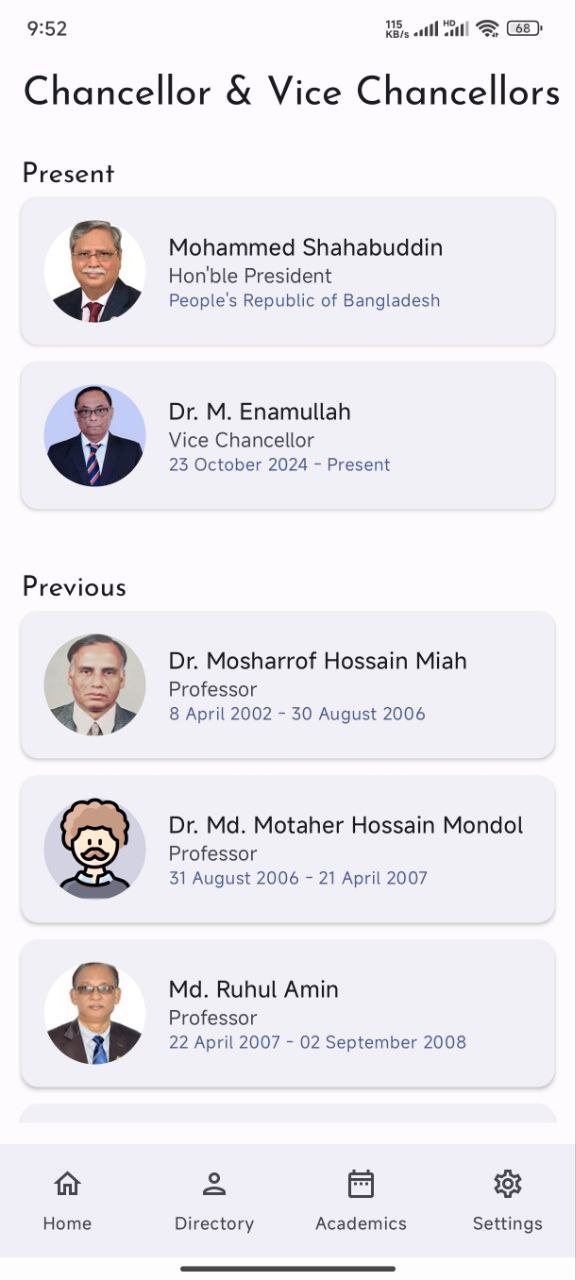 9:52
115
KB/s
HD
68
Chancellor & Vice Chancellors
Present
Mohammed Shahabuddin
Hon'ble President
People's Republic of Bangladesh
Dr. M. Enamullah
Vice Chancellor
23 October 2024 - Present
Previous
Dr. Mosharrof Hossain Miah
Professor
8 April 2002 - 30 August 2006
Dr. Md. Motaher Hossain Mondol
Professor
31 August 2006 - 21 April 2007
Md. Ruhul Amin
Professor
22 April 2007 - 02 September 2008
Home
Directory
Academics
Settings